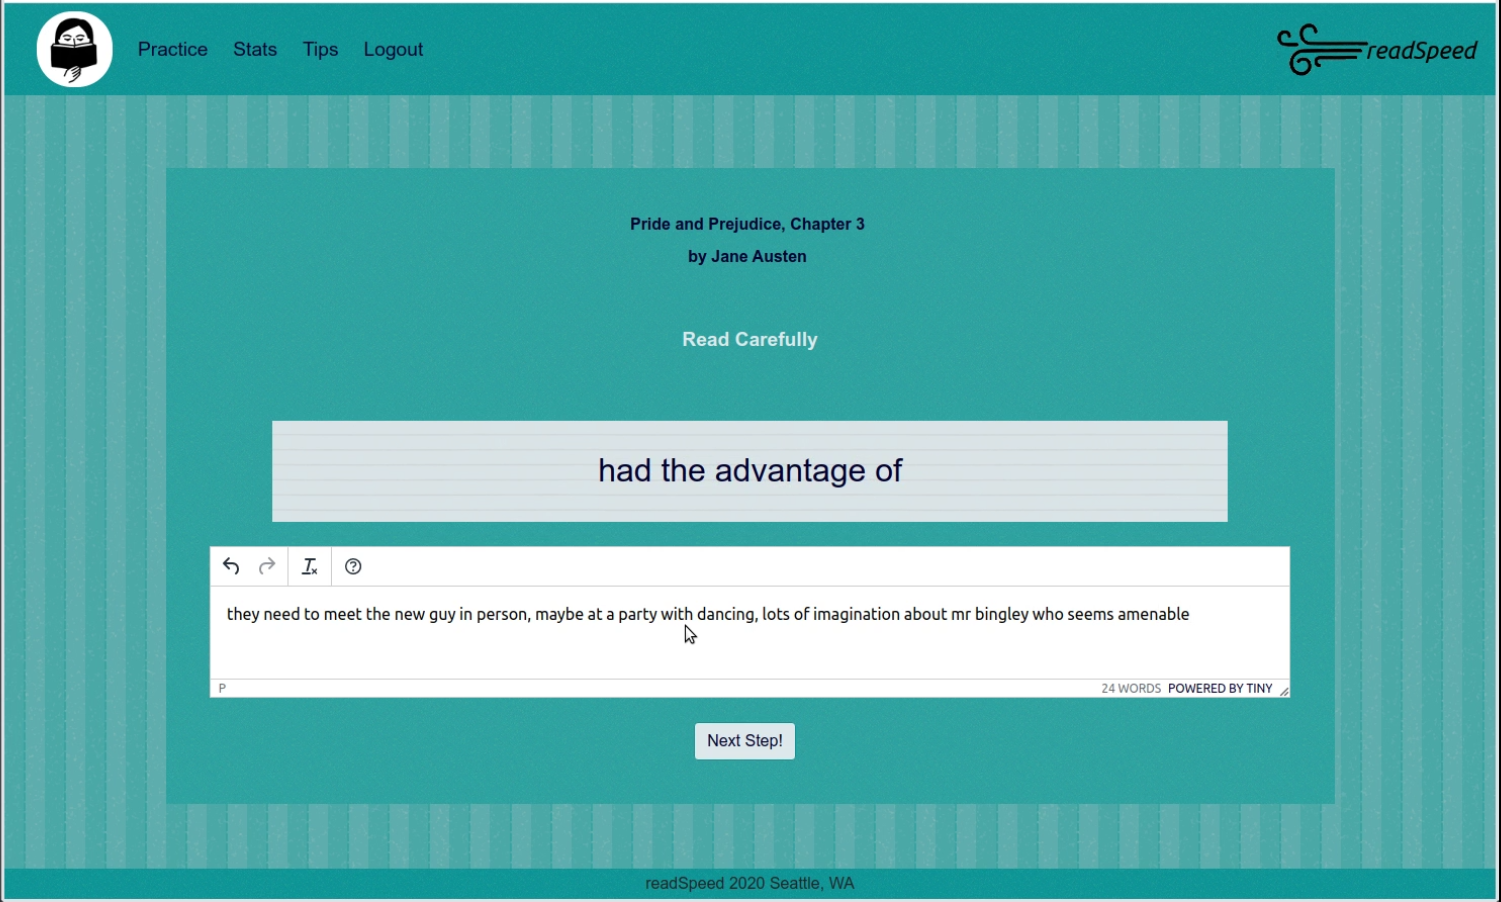 Practice Stats Tips Logout
readSpeed
Pride and Prejudice, Chapter 3
by Jane Austen
Read Carefully
had the advantage of
they need to meet the new guy in person, maybe at a party with dancing, lots of imagination about mr bingley who seems amenable
P 24 WORDS POWERED BY TINY
Next Step!
readSpeed 2020 Seattle, WA